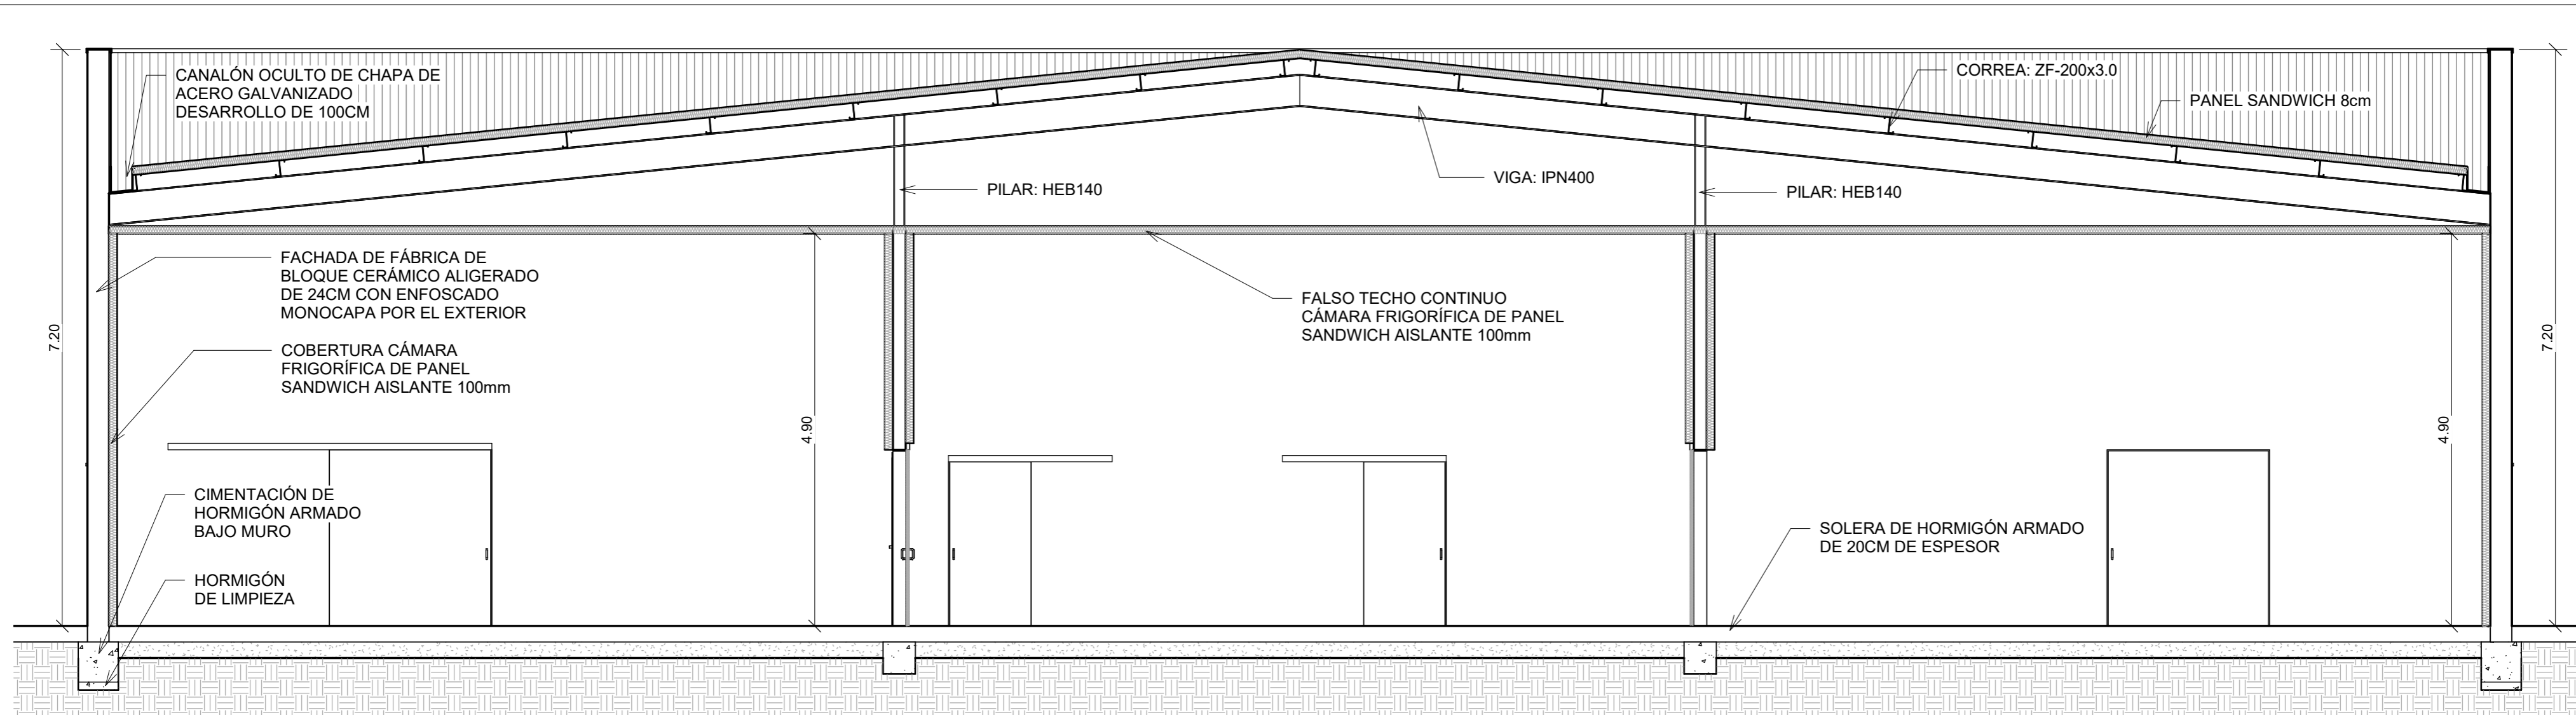 CANALÓN OCULTO DE CHAPA DE
ACERO GALVANIZADO
DESARROLLO DE 100CM
CORREA: ZF-200x3.0
PANEL SANDWICH 8cm
PILAR: HEB140
VIGA: IPN400
PILAR: HEB140
FACHADA DE FÁBRICA DE
BLOQUE CERÁMICO ALIGERADO
DE 24CM CON ENFOSCADO
MONOCAPA POR EL EXTERIOR
FALSO TECHO CONTINUO
CÁMARA FRIGORÍFICA DE PANEL
SANDWICH AISLANTE 100mm
7.20
7.20
COBERTURA CÁMARA
FRIGORÍFICA DE PANEL
SANDWICH AISLANTE 100mm
4.90
4.90
CIMENTACIÓN DE
HORMIGÓN ARMADO
BAJO MURO
SOLERA DE HORMIGÓN ARMADO
DE 20CM DE ESPESOR
HORMIGÓN
DE LIMPIEZA